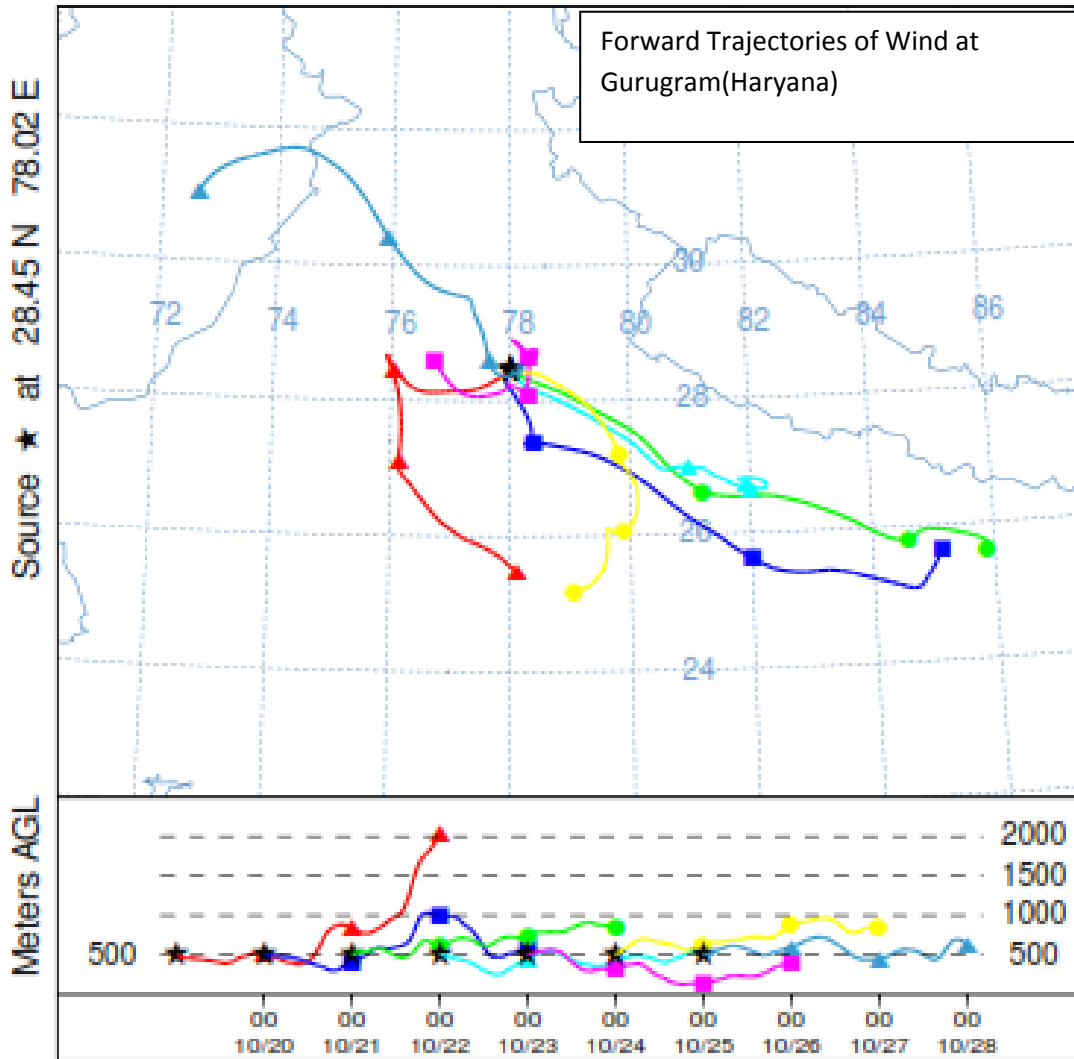 Forward Trajectories of Wind at
Gurugram(Haryana)
Source ★ at 28.45 N 78.02 E
30
72 74 76 78 80 82 84 86
28
26
24
Meters AGL
2000
1500
1000
500 500
00 00 00 00 00 00 00 00 00
10/20 10/21 10/22 10/23 10/24 10/25 10/26 10/27 10/28